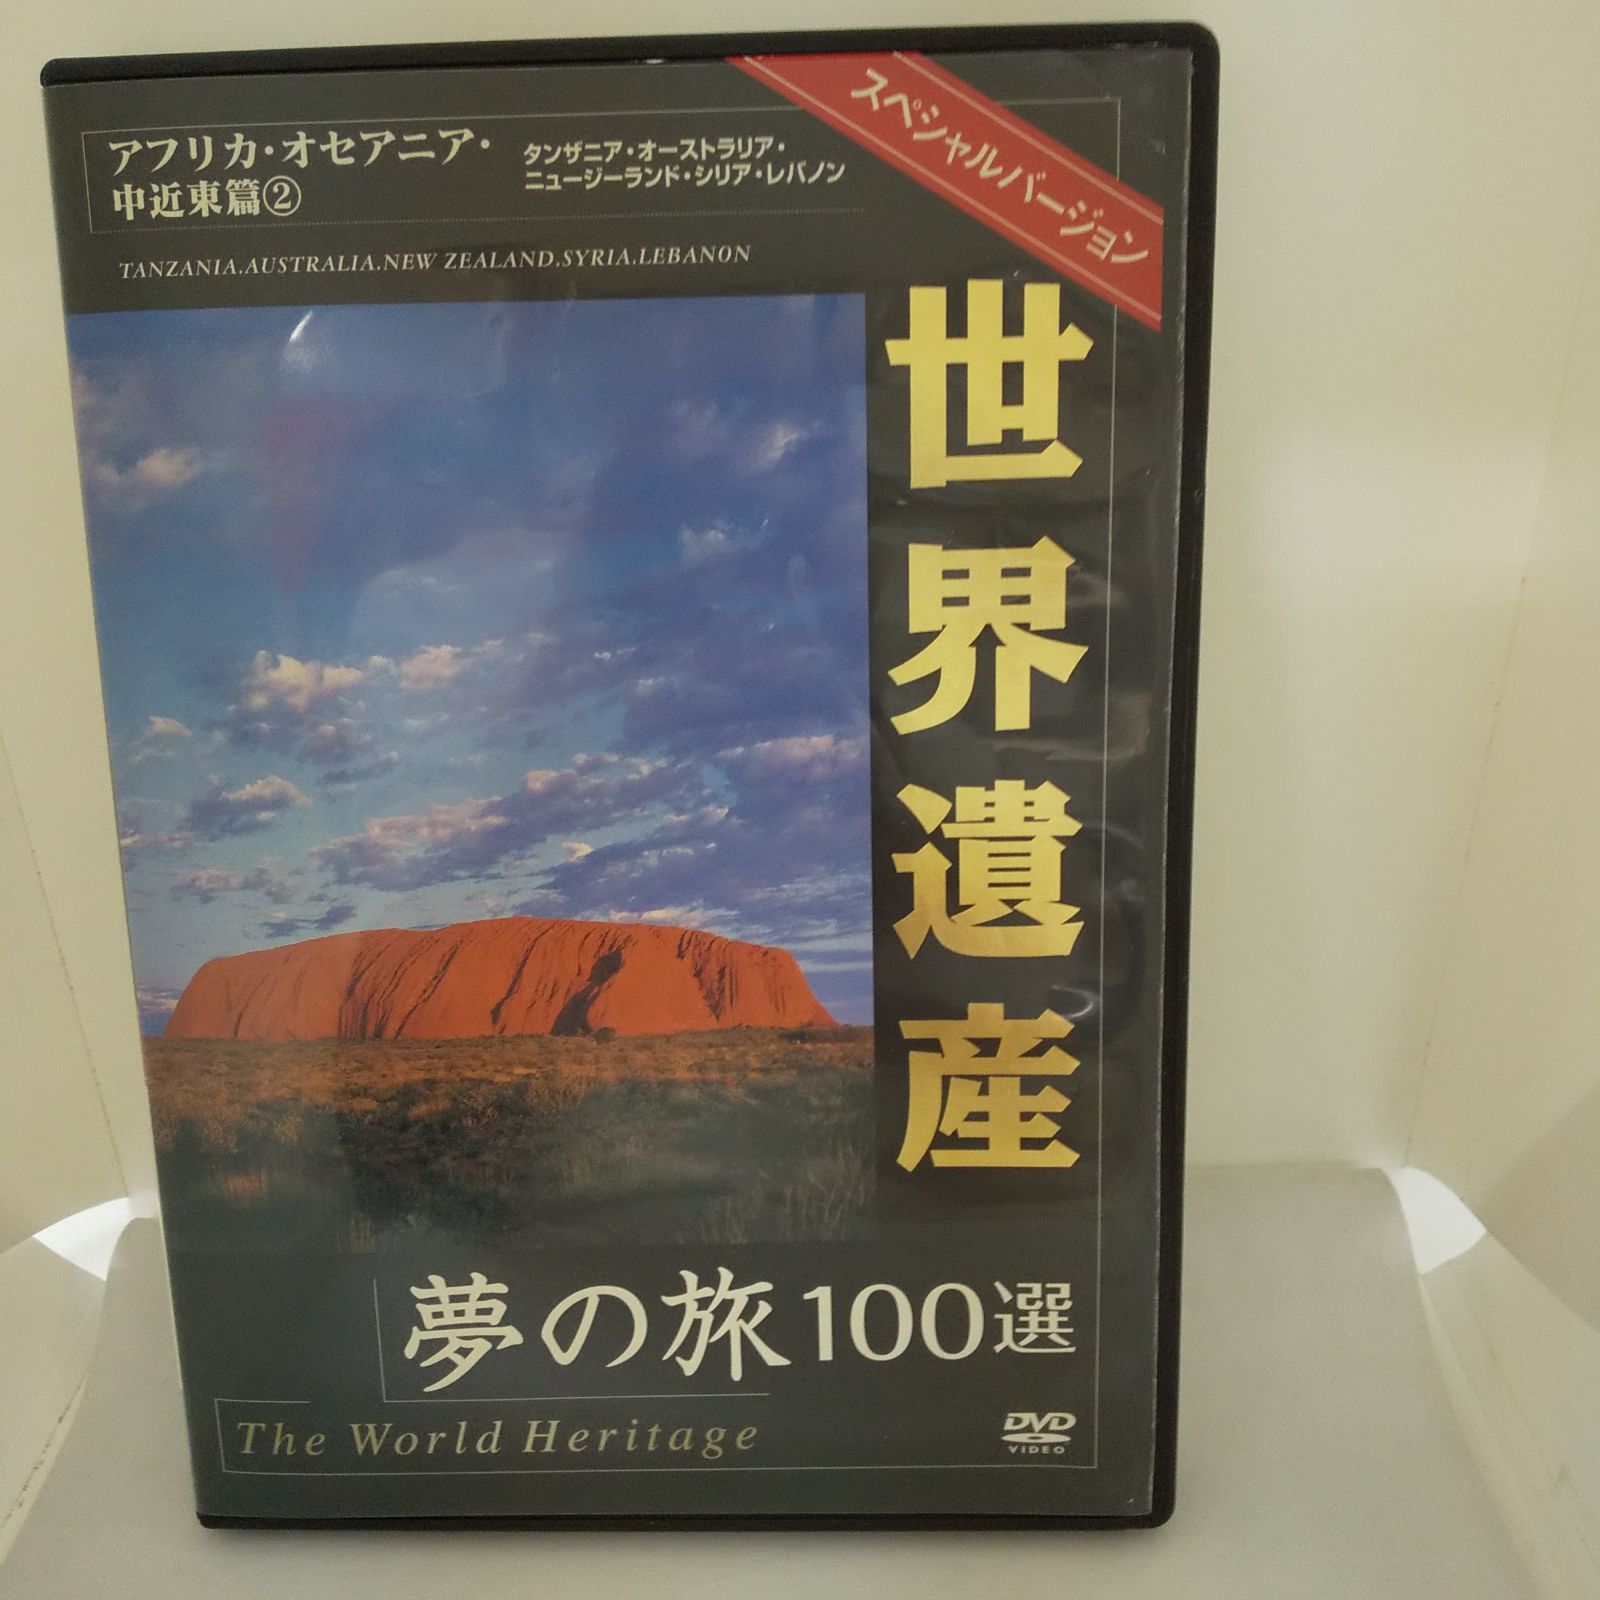 スペシャルバージョン
アフリカ・オセアニア・
中近東篇②
タンザニア・オーストラリア・
ニュージーランド・シリア・レバノン
TANZANIA.AUSTRALIA.NEW ZEALAND.SYRIA.LEBANON
世界遺産
夢の旅100選
The World Heritage
DVD
VIDEO